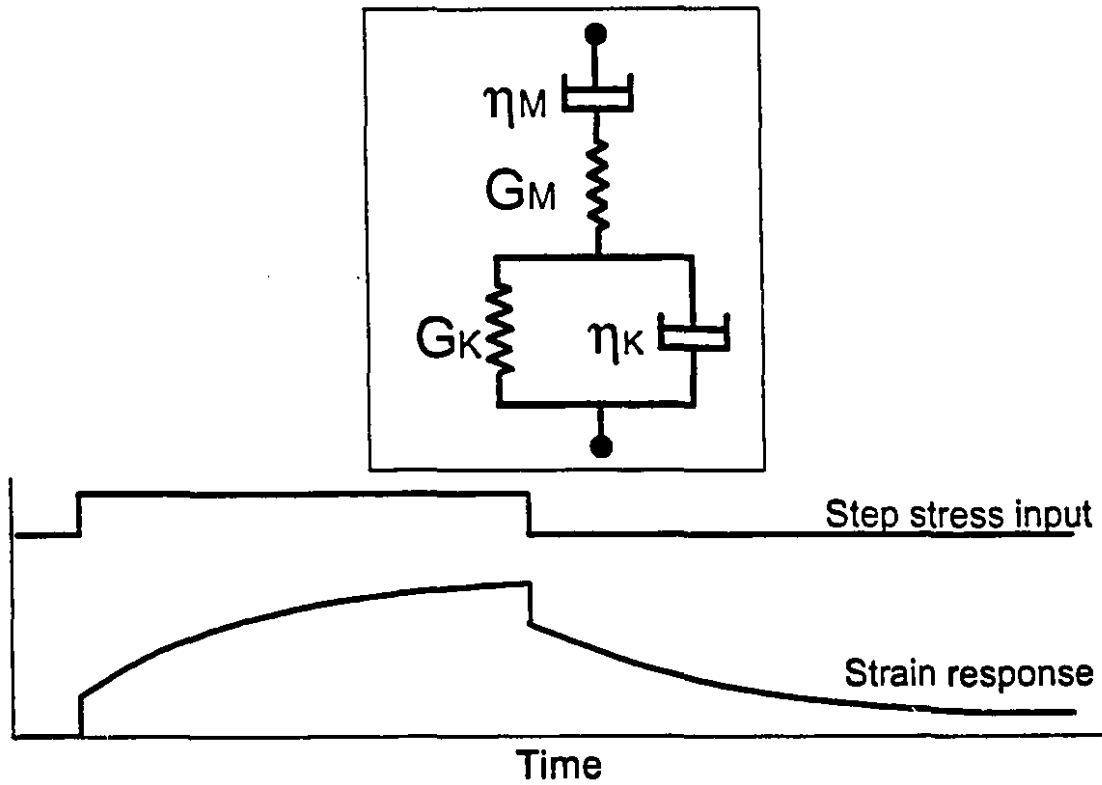 ηM
GM
GK
ηK
Step stress input
Strain response
Time